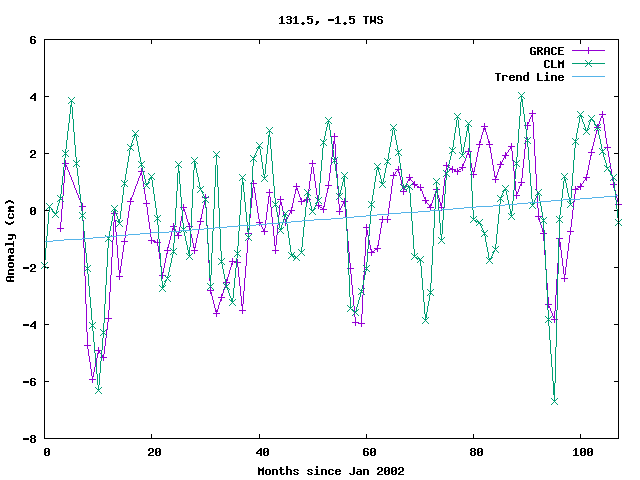 131.5, -1.5 TWS
6
4
2
0
-2
-4
-6
-8
Anomaly (cm)
GRACE
CLM
Trend Line
0 20 40 60 80 100
Months since Jan 2002